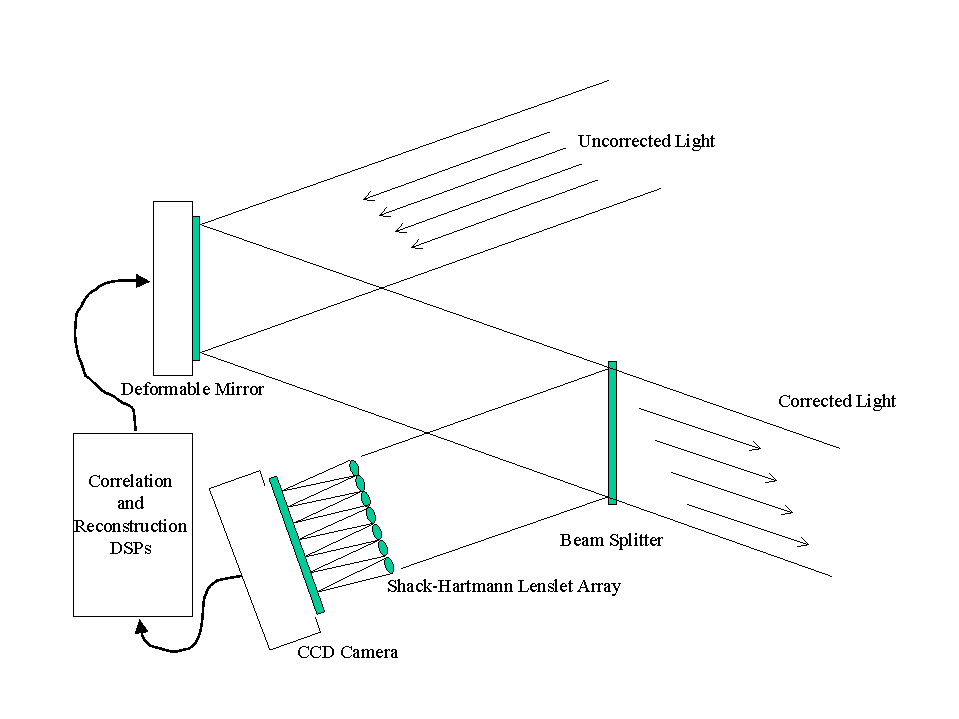 Uncorrected Light
Deformable Mirror
Corrected Light
Correlation
and
Reconstruction
DSPs
Beam Splitter
Shack-Hartmann Lenslet Array
CCD Camera